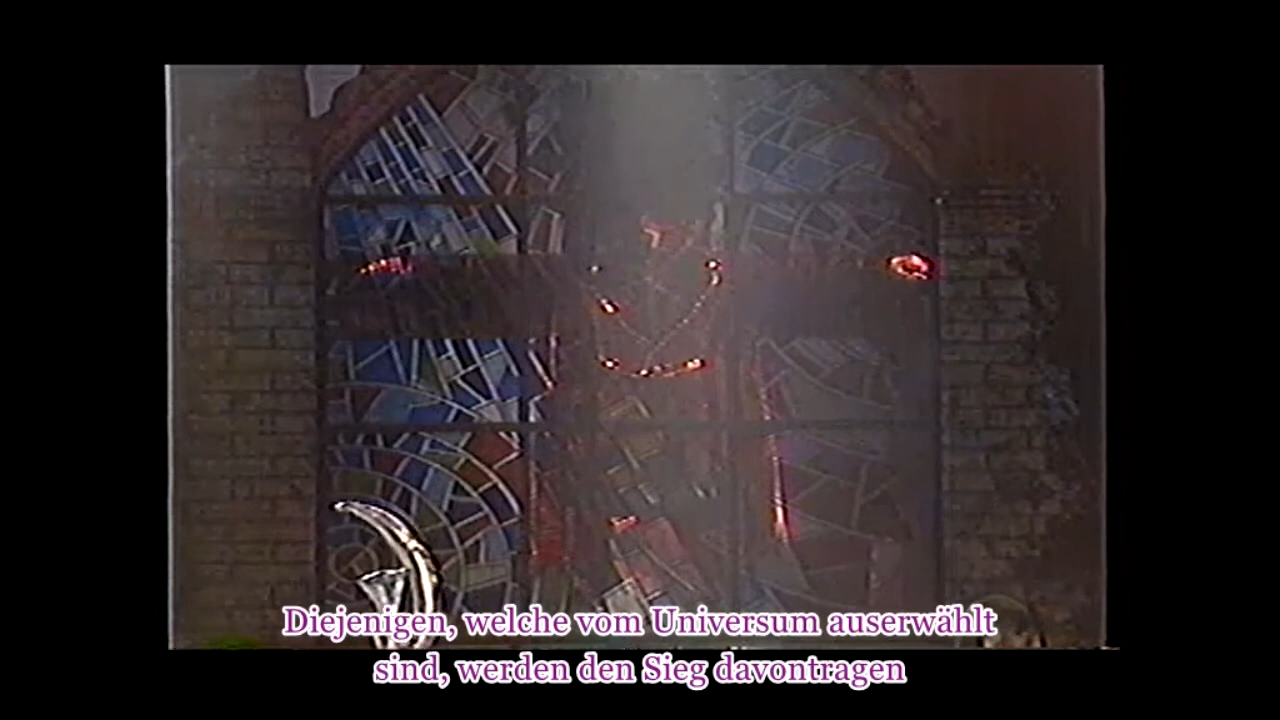 Diejenigen, welche vom Universum auserwählt
sind, werden den Sieg davontragen